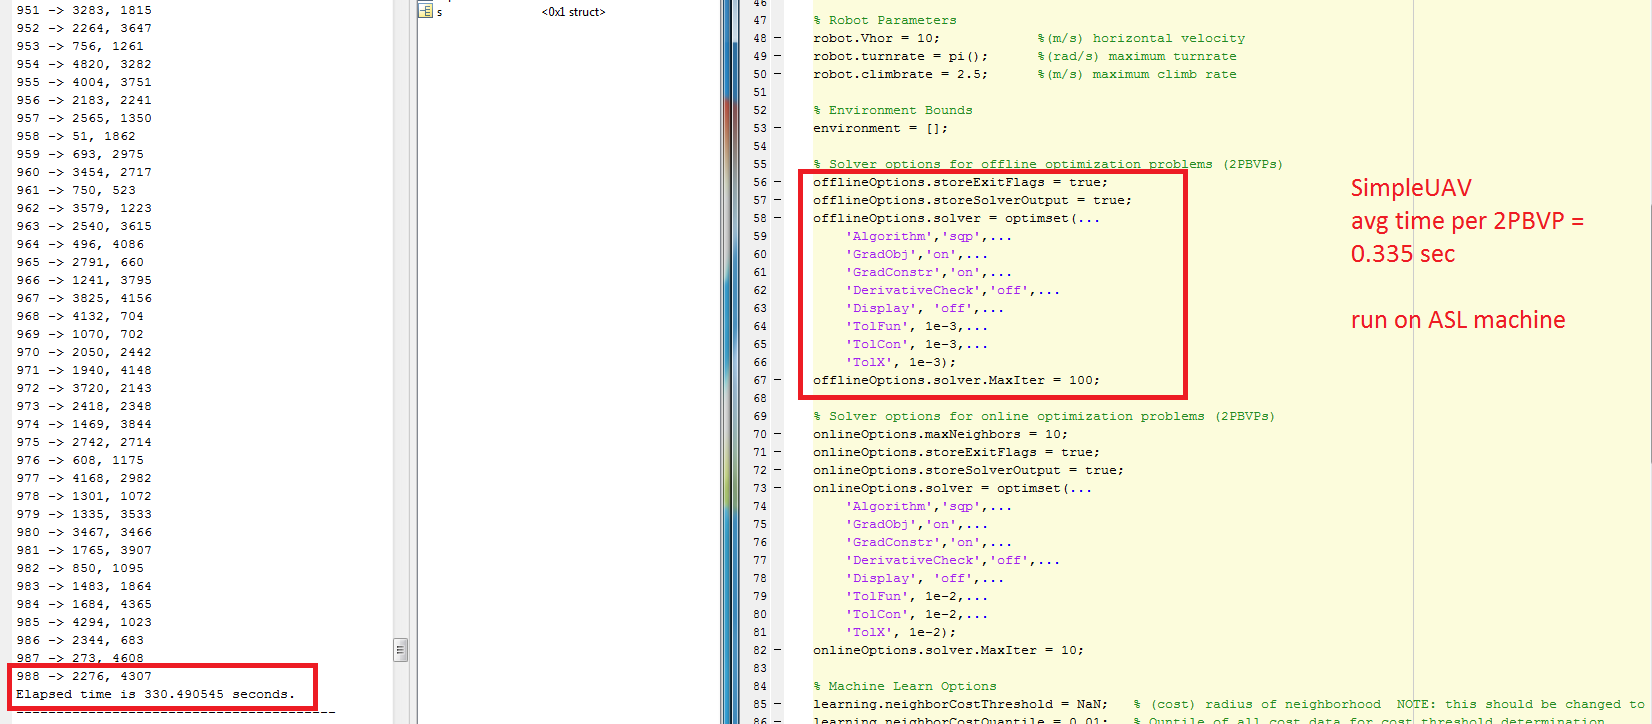 951 -> 3283, 1815
952 -> 2264, 3647
953 -> 756, 1261
954 -> 4820, 3282
955 -> 4004, 3751
956 -> 2183, 2241
957 -> 2565, 1350
958 -> 51, 1862
959 -> 693, 2975
960 -> 3454, 2717
961 -> 750, 523
962 -> 3579, 1223
963 -> 2540, 3615
964 -> 496, 4086
965 -> 2791, 660
966 -> 1241, 3795
967 -> 3825, 4156
968 -> 4132, 704
969 -> 1070, 702
970 -> 2050, 2442
971 -> 1940, 4148
972 -> 3720, 2143
973 -> 2418, 2348
974 -> 1469, 3844
975 -> 2742, 2714
976 -> 608, 1175
977 -> 4168, 2982
978 -> 1301, 1072
979 -> 1335, 3533
980 -> 3467, 3466
981 -> 1765, 3907
982 -> 850, 1095
983 -> 1483, 1864
984 -> 1684, 4365
985 -> 4294, 1023
986 -> 2344, 683
987 -> 273, 4608
988 -> 2276, 4307
Elapsed time is 330.490545 seconds.
s <0x1 struct>
46
47 % Robot Parameters
48 – robot.Vhor = 10; %(m/s) horizontal velocity
49 – robot.turnrate = pi(); %(rad/s) maximum turnrate
50 – robot.climbrate = 2.5; %(m/s) maximum climb rate
51
52 % Environment Bounds
53 – environment = [];
54
55 % Solver options for offline optimization problems (2PBVPs)
56 – offlineOptions.storeExitFlags = true;
57 – offlineOptions.storeSolverOutput = true;
58 – offlineOptions.solver = optimset(...
59 'Algorithm','sqp',...
60 'GradObj','on',...
61 'GradConstr','on',...
62 'DerivativeCheck','off',...
63 'Display', 'off',...
64 'TolFun', 1e-3,...
65 'TolCon', 1e-3,...
66 'TolX', 1e-3);
67 – offlineOptions.solver.MaxIter = 100;
68
69 % Solver options for online optimization problems (2PBVPs)
70 – onlineOptions.maxNeighbors = 10;
71 – onlineOptions.storeExitFlags = true;
72 – onlineOptions.storeSolverOutput = true;
73 – onlineOptions.solver = optimset(...
74 'Algorithm','sqp',...
75 'GradObj','on',...
76 'GradConstr','on',...
77 'DerivativeCheck','off',...
78 'Display', 'off',...
79 'TolFun', 1e-2,...
80 'TolCon', 1e-2,...
81 'TolX', 1e-2);
82 – onlineOptions.solver.MaxIter = 10;
83
84 % Machine Learn Options
85 – learning.neighborCostThreshold = NaN; % (cost) radius of neighborhood NOTE: this should be changed to
86 – learning.neighborCostQuantile = 0.01; % Quntile of all cost data for cost threshold determination
SimpleUAV
avg time per 2PBVP =
0.335 sec
run on ASL machine